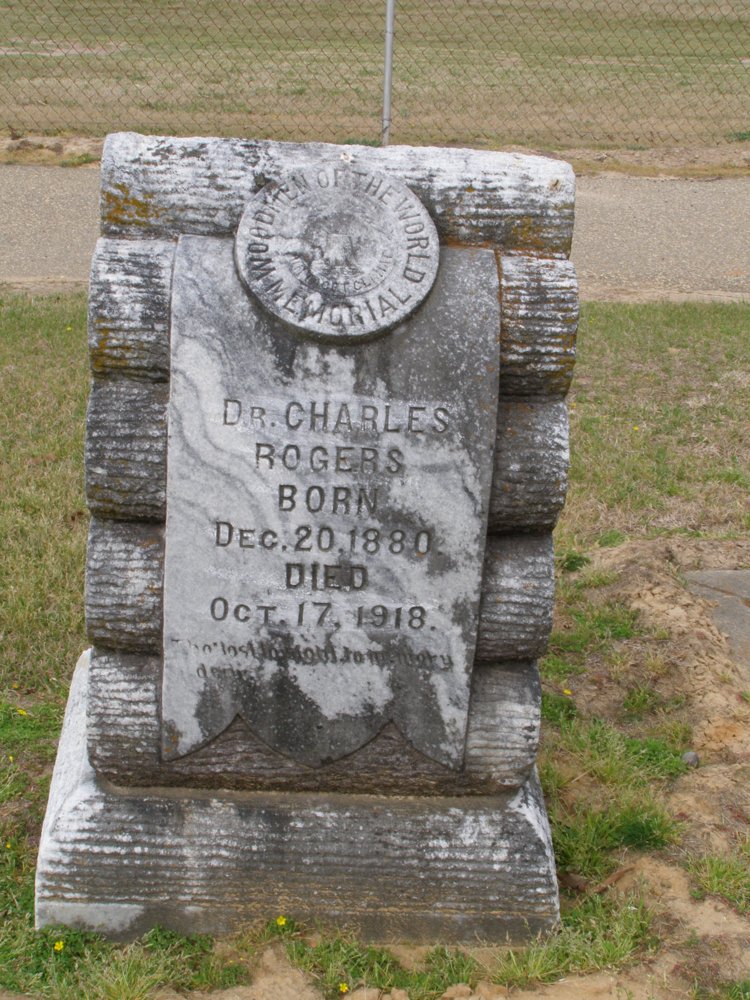 WOODMEN OF THE WORLD
MEMORIAL
DR. CHARLES
ROGERS
BORN
DEC. 20. 1880.
DIED
OCT. 17, 1918.